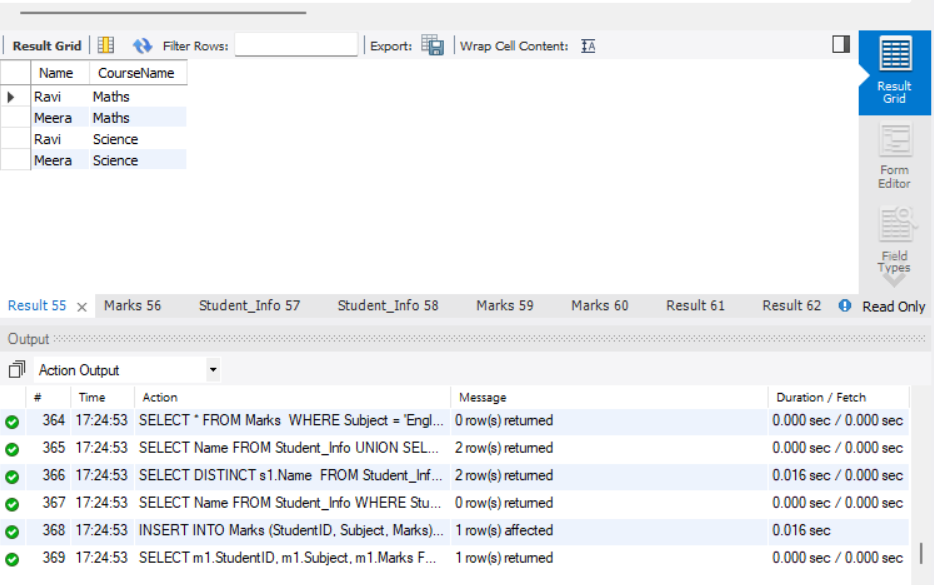 Result Grid Filter Rows: Export: Wrap Cell Content:
Name CourseName
Ravi Maths
Meera Maths
Ravi Science
Meera Science
Result Grid
Form Editor
Field Types
Result 55 Marks 56 Student_Info 57 Student_Info 58 Marks 59 Marks 60 Result 61 Result 62 Read Only
Output
Action Output
# Time Action Message Duration / Fetch
364 17:24:53 SELECT * FROM Marks WHERE Subject = 'Engl... 0 row(s) returned 0.000 sec / 0.000 sec
365 17:24:53 SELECT Name FROM Student_Info UNION SEL... 2 row(s) returned 0.000 sec / 0.000 sec
366 17:24:53 SELECT DISTINCT s1.Name FROM Student_Inf... 2 row(s) returned 0.016 sec / 0.000 sec
367 17:24:53 SELECT Name FROM Student_Info WHERE Stu... 0 row(s) returned 0.000 sec / 0.000 sec
368 17:24:53 INSERT INTO Marks (StudentID, Subject, Marks)... 1 row(s) affected 0.016 sec
369 17:24:53 SELECT m1.StudentID, m1.Subject, m1.Marks F... 1 row(s) returned 0.000 sec / 0.000 sec